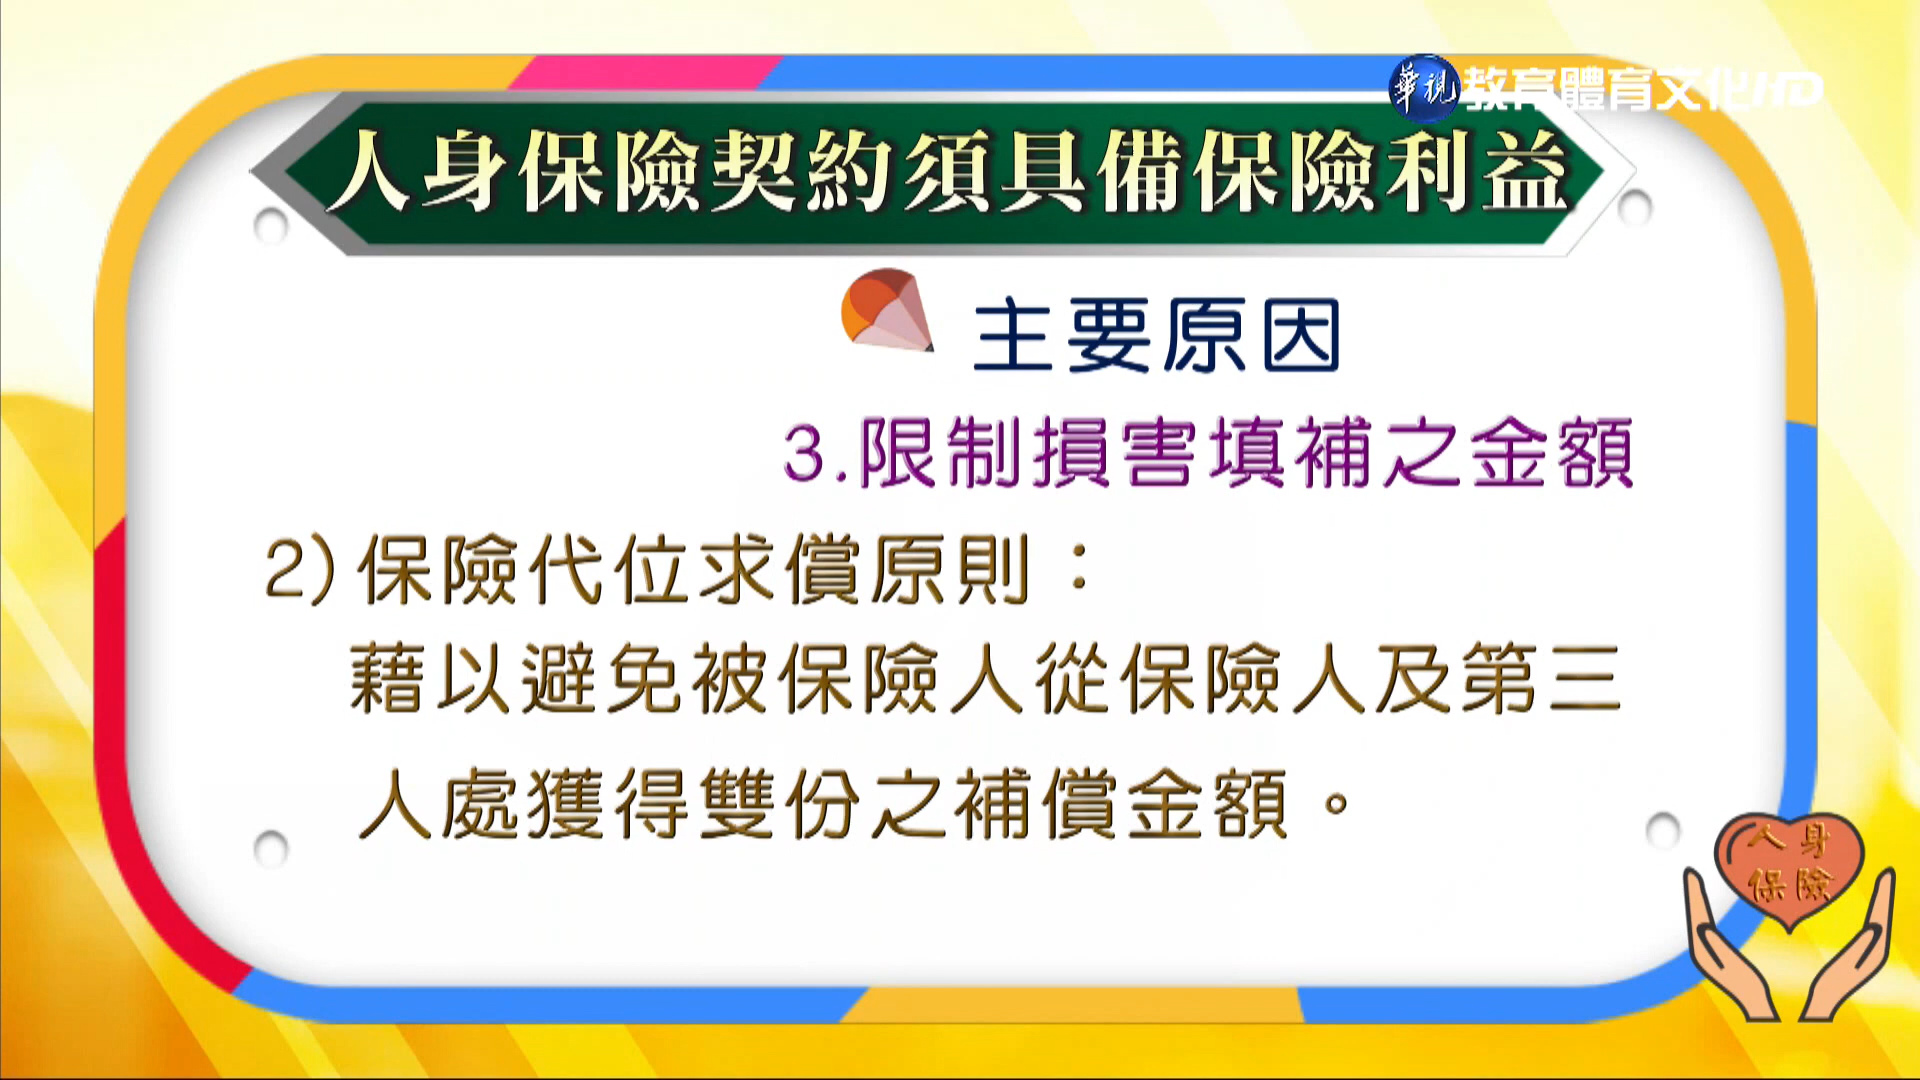 華視 教育體育文化HD
人身保險契約須具備保險利益
主要原因
3.限制損害填補之金額
2)保險代位求償原則：
藉以避免被保險人從保險人及第三
人處獲得雙份之補償金額。
人身
保險